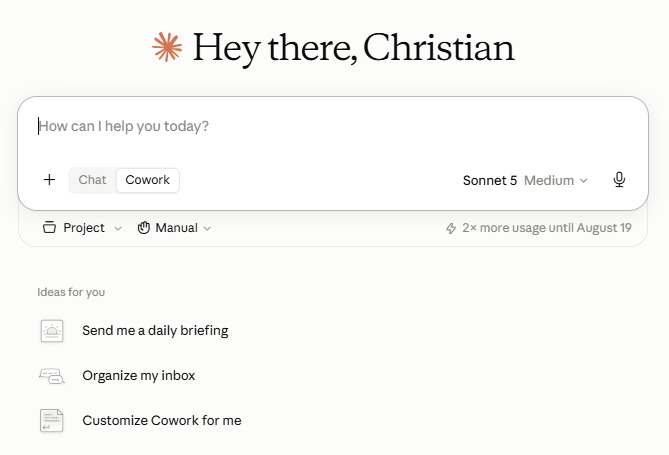 Hey there, Christian
How can I help you today?
Chat Cowork Sonnet 5 Medium
Project Manual 2× more usage until August 19
Ideas for you
Send me a daily briefing
Organize my inbox
Customize Cowork for me